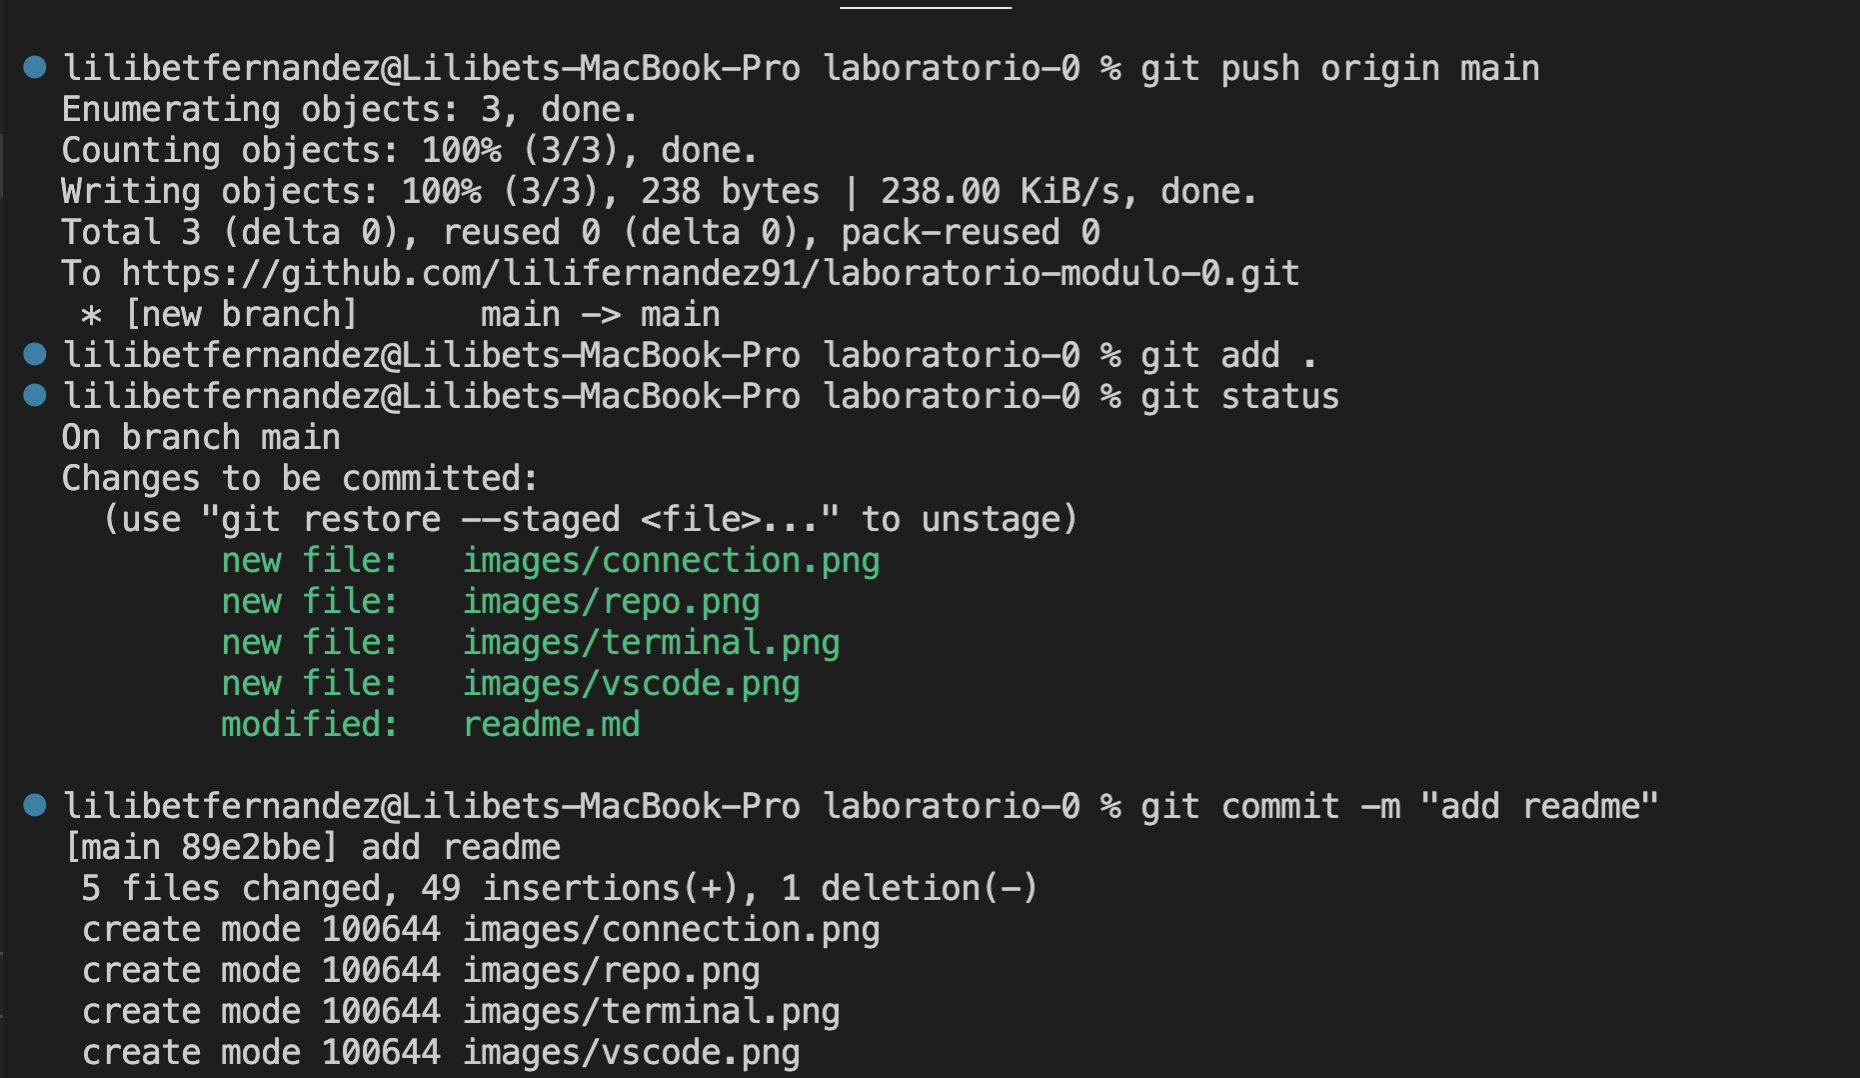 lilibetfernandez@Lilibets-MacBook-Pro laboratorio-0 % git push origin main
Enumerating objects: 3, done.
Counting objects: 100% (3/3), done.
Writing objects: 100% (3/3), 238 bytes | 238.00 KiB/s, done.
Total 3 (delta 0), reused 0 (delta 0), pack-reused 0
To https://github.com/lilifernandez91/laboratorio-modulo-0.git
 * [new branch]      main -> main
lilibetfernandez@Lilibets-MacBook-Pro laboratorio-0 % git add .
lilibetfernandez@Lilibets-MacBook-Pro laboratorio-0 % git status
On branch main
Changes to be committed:
  (use "git restore --staged <file>..." to unstage)
        new file:   images/connection.png
        new file:   images/repo.png
        new file:   images/terminal.png
        new file:   images/vscode.png
        modified:   readme.md
lilibetfernandez@Lilibets-MacBook-Pro laboratorio-0 % git commit -m "add readme"
[main 89e2bbe] add readme
 5 files changed, 49 insertions(+), 1 deletion(-)
 create mode 100644 images/connection.png
 create mode 100644 images/repo.png
 create mode 100644 images/terminal.png
 create mode 100644 images/vscode.png